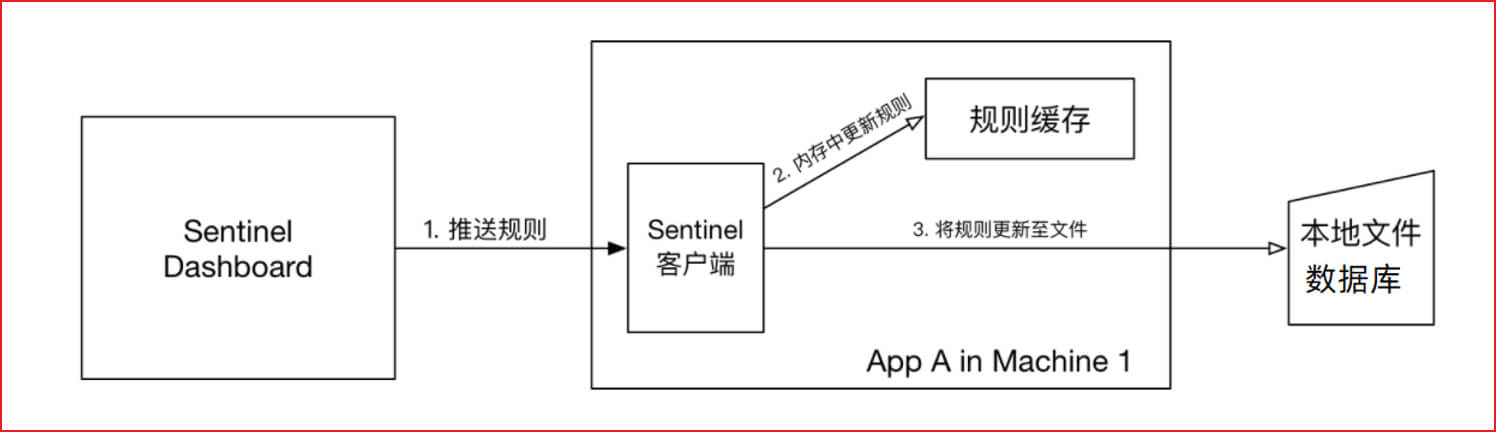 Sentinel
Dashboard
1. 推送规则
Sentinel
客户端
2. 内存中更新规则
规则缓存
3. 将规则更新至文件
本地文件
数据库
App A in Machine 1